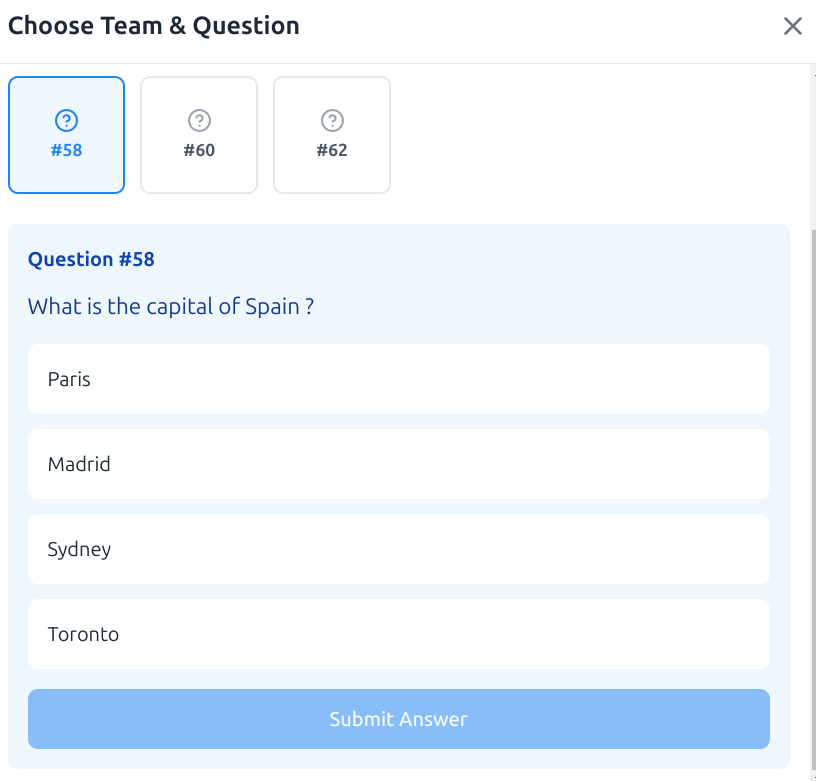 Choose Team & Question
#58
#60
#62
Question #58
What is the capital of Spain ?
Paris
Madrid
Sydney
Toronto
Submit Answer